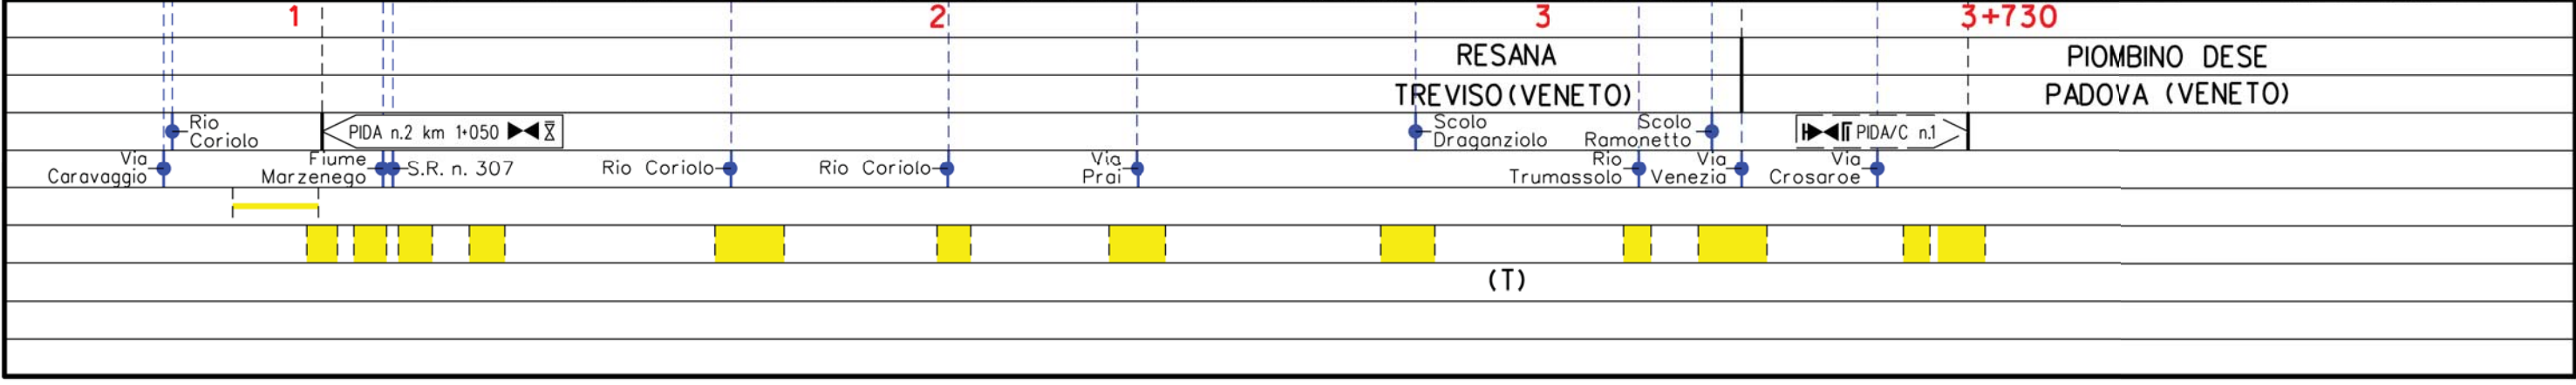 1 2 3 3+730
RESANA PIOMBINO DESE
TREVISO (VENETO) PADOVA (VENETO)
Rio
Coriolo
PIDA n.2 km 1+050
Scolo
Draganziolo
Scolo
Ramonetto
PIDA/C n.1
Via
Caravaggio
Fiume
Marzenego
S.R. n. 307
Rio Coriolo
Rio Coriolo
Via
Prai
Rio
Trumassolo
Via
Venezia
Via
Crosaroe
(T)